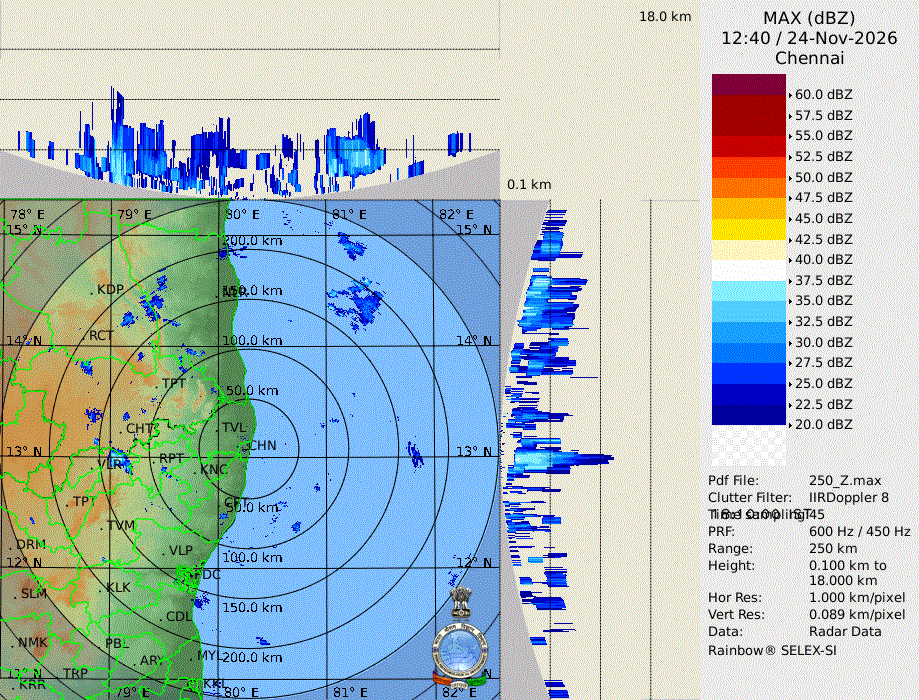 18.0 km
0.1 km
MAX (dBZ)
12:40 / 24-Nov-2026
Chennai
60.0 dBZ
57.5 dBZ
55.0 dBZ
52.5 dBZ
50.0 dBZ
47.5 dBZ
45.0 dBZ
42.5 dBZ
40.0 dBZ
37.5 dBZ
35.0 dBZ
32.5 dBZ
30.0 dBZ
27.5 dBZ
25.0 dBZ
22.5 dBZ
20.0 dBZ
Pdf File: 250_Z.max
Clutter Filter: IIRDoppler 8
Time sampling:45
PRF: 600 Hz / 450 Hz
Range: 250 km
Height: 0.100 km to
18.000 km
Hor Res: 1.000 km/pixel
Vert Res: 0.089 km/pixel
Data: Radar Data
Rainbow® SELEX-SI
78° E 79° E 80° E 81° E 82° E
15° N 15° N
200.0 km
KDP
150.0 km
RCT
100.0 km
14° N 14° N
TPT
50.0 km
CHT
TVL
CHN
13° N 13° N
VLR
RPT
KNC
TPT
50.0 km
TVM
DRM
VLP
100.0 km
12° N 12° N
PDC
SLM
KLK
150.0 km
CDL
NMK
PBL
ARY
MYL
200.0 km
TRP
KRR
KKL
79° E 80° E 81° E 82° E